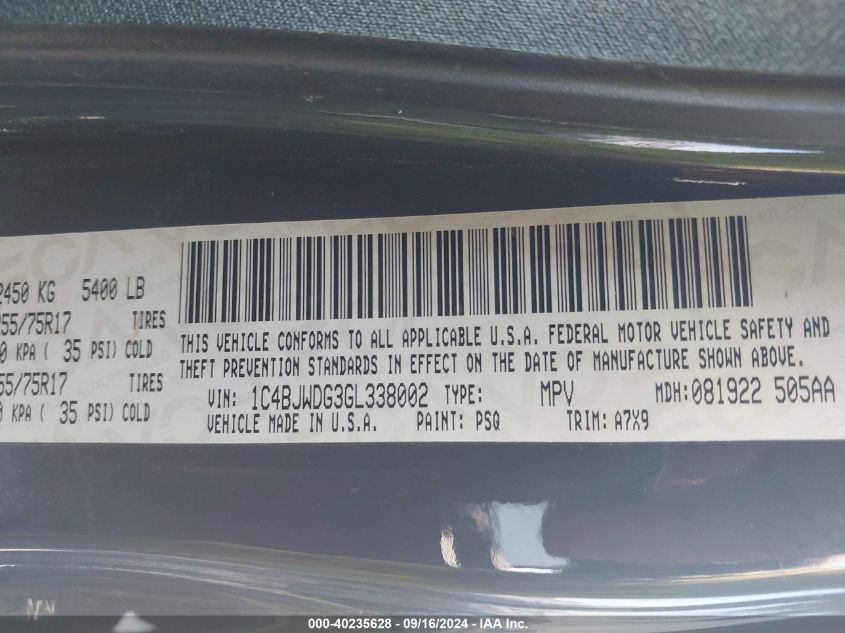 2450 KG 5400 LB
255/75R17 TIRES
KPA ( 35 PSI) COLD
55/75R17 TIRES
KPA ( 35 PSI) COLD
THIS VEHICLE CONFORMS TO ALL APPLICABLE U.S.A. FEDERAL MOTOR VEHICLE SAFETY AND
THEFT PREVENTION STANDARDS IN EFFECT ON THE DATE OF MANUFACTURE SHOWN ABOVE.
VIN: 1C4BJWDG3GL338002 TYPE: MPV MDH: 081922 505AA
VEHICLE MADE IN U.S.A. PAINT: PSQ TRIM: A7X9
000-40235628 - 09/16/2024 - IAA Inc.